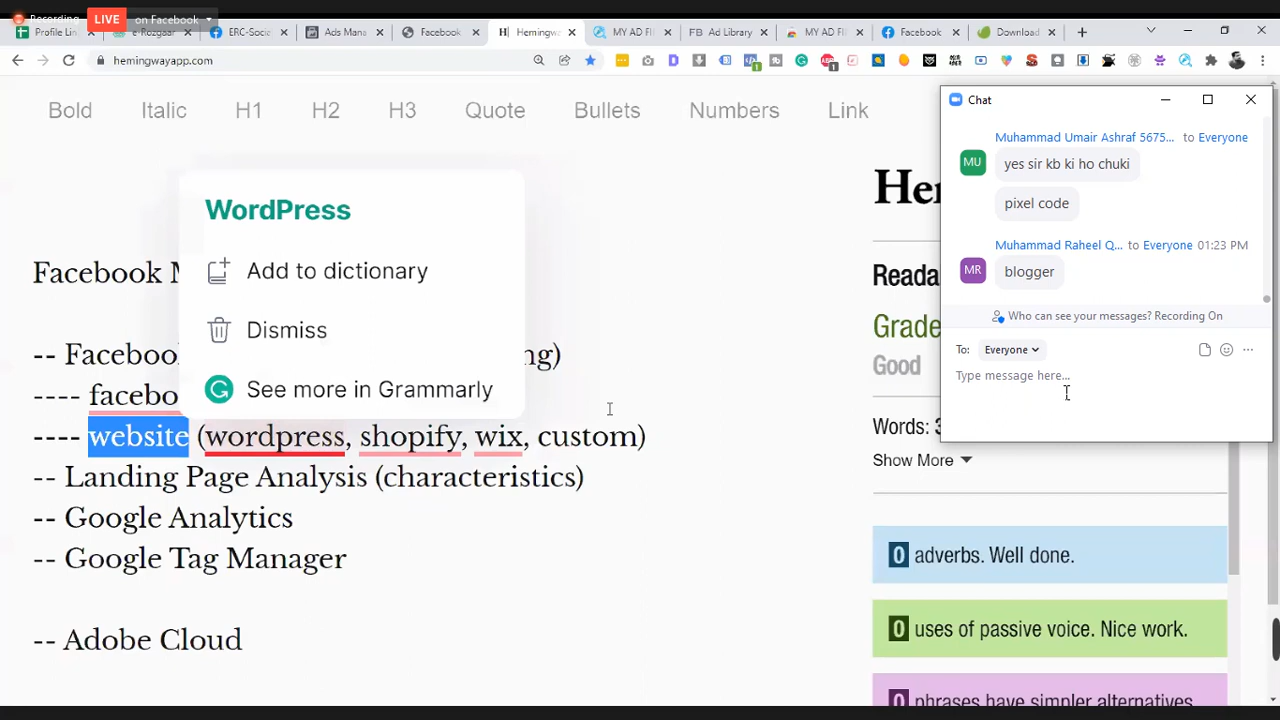 Recording
LIVE
on Facebook
Profile Lin
e-Rozgaar
ERC-Social
Ads Mana
Facebook
Hemingw
MY AD FI
FB Ad Library
MY AD FI
Facebook
Download
hemingwayapp.com
Bold Italic H1 H2 H3 Quote Bullets Numbers Link
WordPress
Add to dictionary
Dismiss
See more in Grammarly
Facebook M
-- Facebook ng)
---- facebo
---- website (wordpress, shopify, wix, custom)
-- Landing Page Analysis (characteristics)
-- Google Analytics
-- Google Tag Manager
-- Adobe Cloud
He
Reada
Grade
Good
Words: 3
Show More
0 adverbs. Well done.
0 uses of passive voice. Nice work.
0 phrases have simpler alternatives.
Chat
Muhammad Umair Ashraf 5675... to Everyone
MU
yes sir kb ki ho chuki
pixel code
Muhammad Raheel Q... to Everyone 01:23 PM
MR
blogger
Who can see your messages? Recording On
To: Everyone
Type message here...